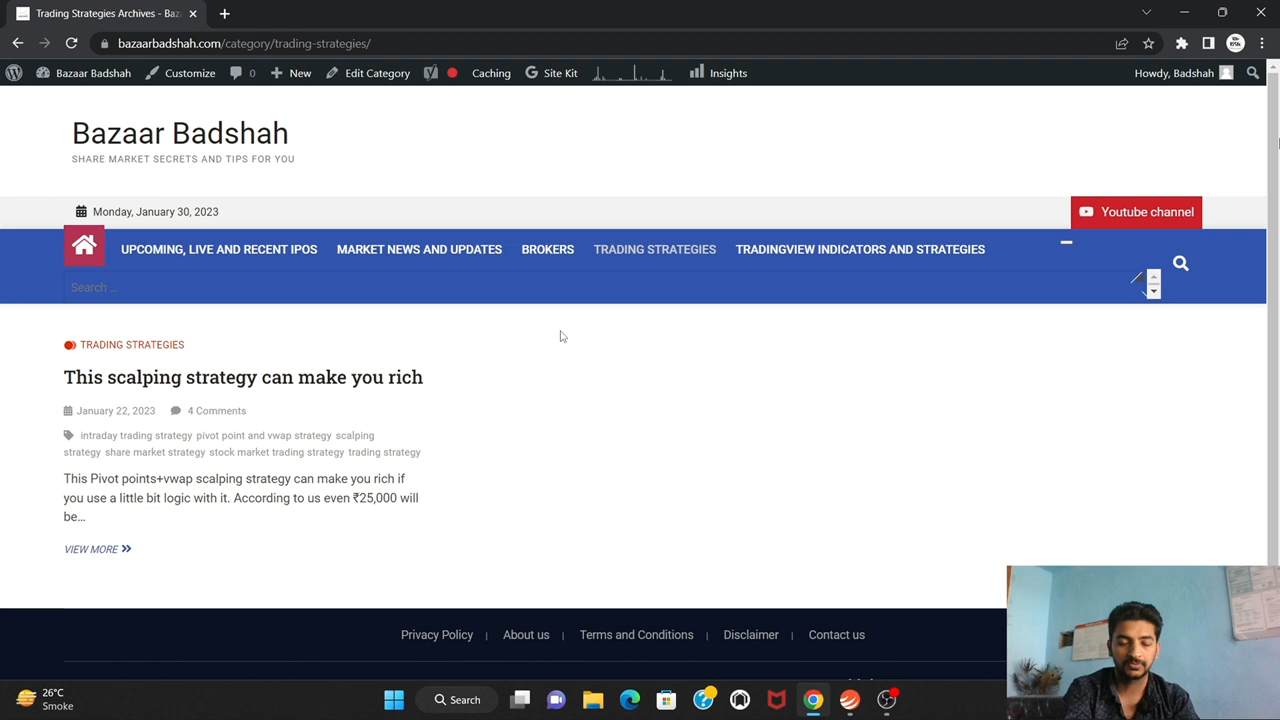 Trading Strategies Archives - Baz
bazaarbadshah.com/category/trading-strategies/
Bazaar Badshah
Customize
0
New
Edit Category
Caching
Site Kit
Insights
Howdy, Badshah
Bazaar Badshah
SHARE MARKET SECRETS AND TIPS FOR YOU
Monday, January 30, 2023
Youtube channel
UPCOMING, LIVE AND RECENT IPOS
MARKET NEWS AND UPDATES
BROKERS
TRADING STRATEGIES
TRADINGVIEW INDICATORS AND STRATEGIES
Search ...
TRADING STRATEGIES
This scalping strategy can make you rich
January 22, 2023 4 Comments
intraday trading strategy pivot point and vwap strategy scalping
strategy share market strategy stock market trading strategy trading strategy
This Pivot points+vwap scalping strategy can make you rich if
you use a little bit logic with it. According to us even ₹25,000 will
be...
VIEW MORE
Privacy Policy | About us | Terms and Conditions | Disclaimer | Contact us
26°C
Smoke
Search